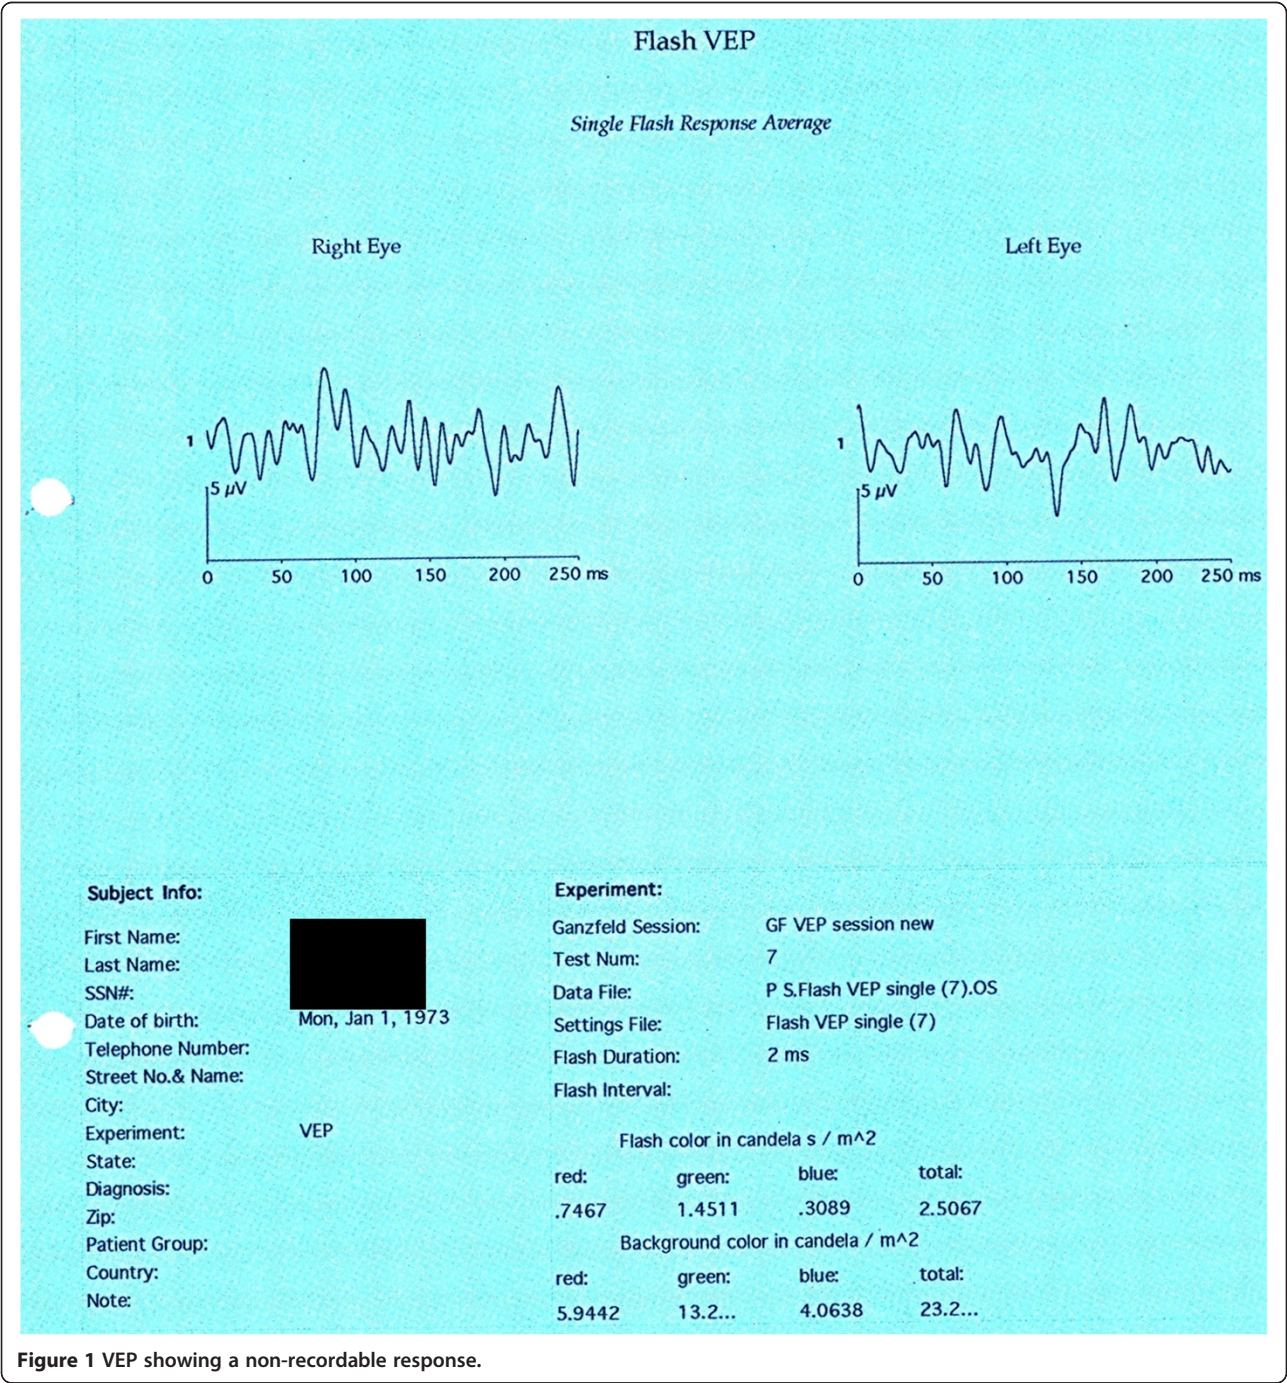 Flash VEP
Single Flash Response Average
Right Eye
Left Eye
1
5 µV
0 50 100 150 200 250 ms
1
5 µV
0 50 100 150 200 250 ms
Subject Info:
First Name:
Last Name:
SSN#:
Date of birth: Mon, Jan 1, 1973
Telephone Number:
Street No.& Name:
City:
Experiment: VEP
State:
Diagnosis:
Zip:
Patient Group:
Country:
Note:
Experiment:
Ganzfeld Session: GF VEP session new
Test Num: 7
Data File: P S.Flash VEP single (7).OS
Settings File: Flash VEP single (7)
Flash Duration: 2 ms
Flash Interval:
Flash color in candela s / m^2
red: green: blue: total:
.7467 1.4511 .3089 2.5067
Background color in candela / m^2
red: green: blue: total:
5.9442 13.2... 4.0638 23.2...
Figure 1 VEP showing a non-recordable response.